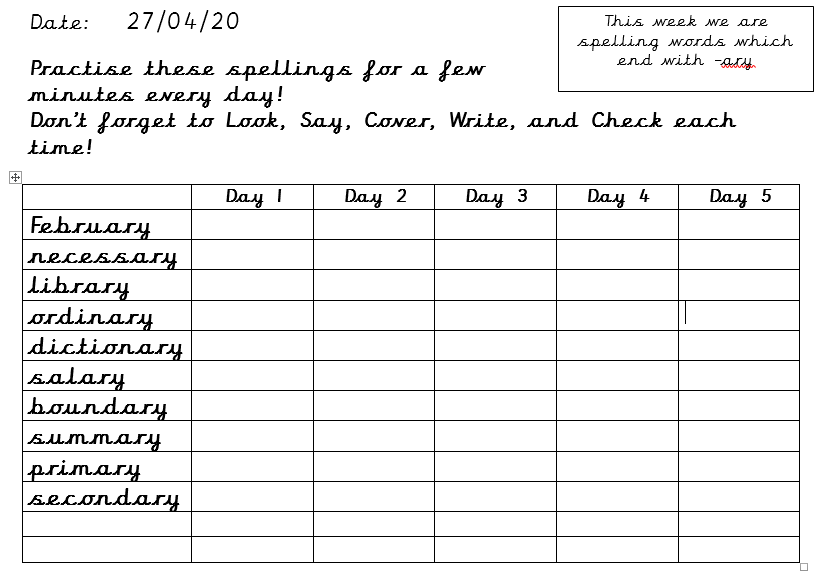 Date: 27/04/20
This week we are
spelling words which
end with -ary
Practise these spellings for a few
minutes every day!
Don't forget to Look, Say, Cover, Write, and Check each
time!
Day 1 Day 2 Day 3 Day 4 Day 5
February
necessary
library
ordinary
dictionary
salary
boundary
summary
primary
secondary